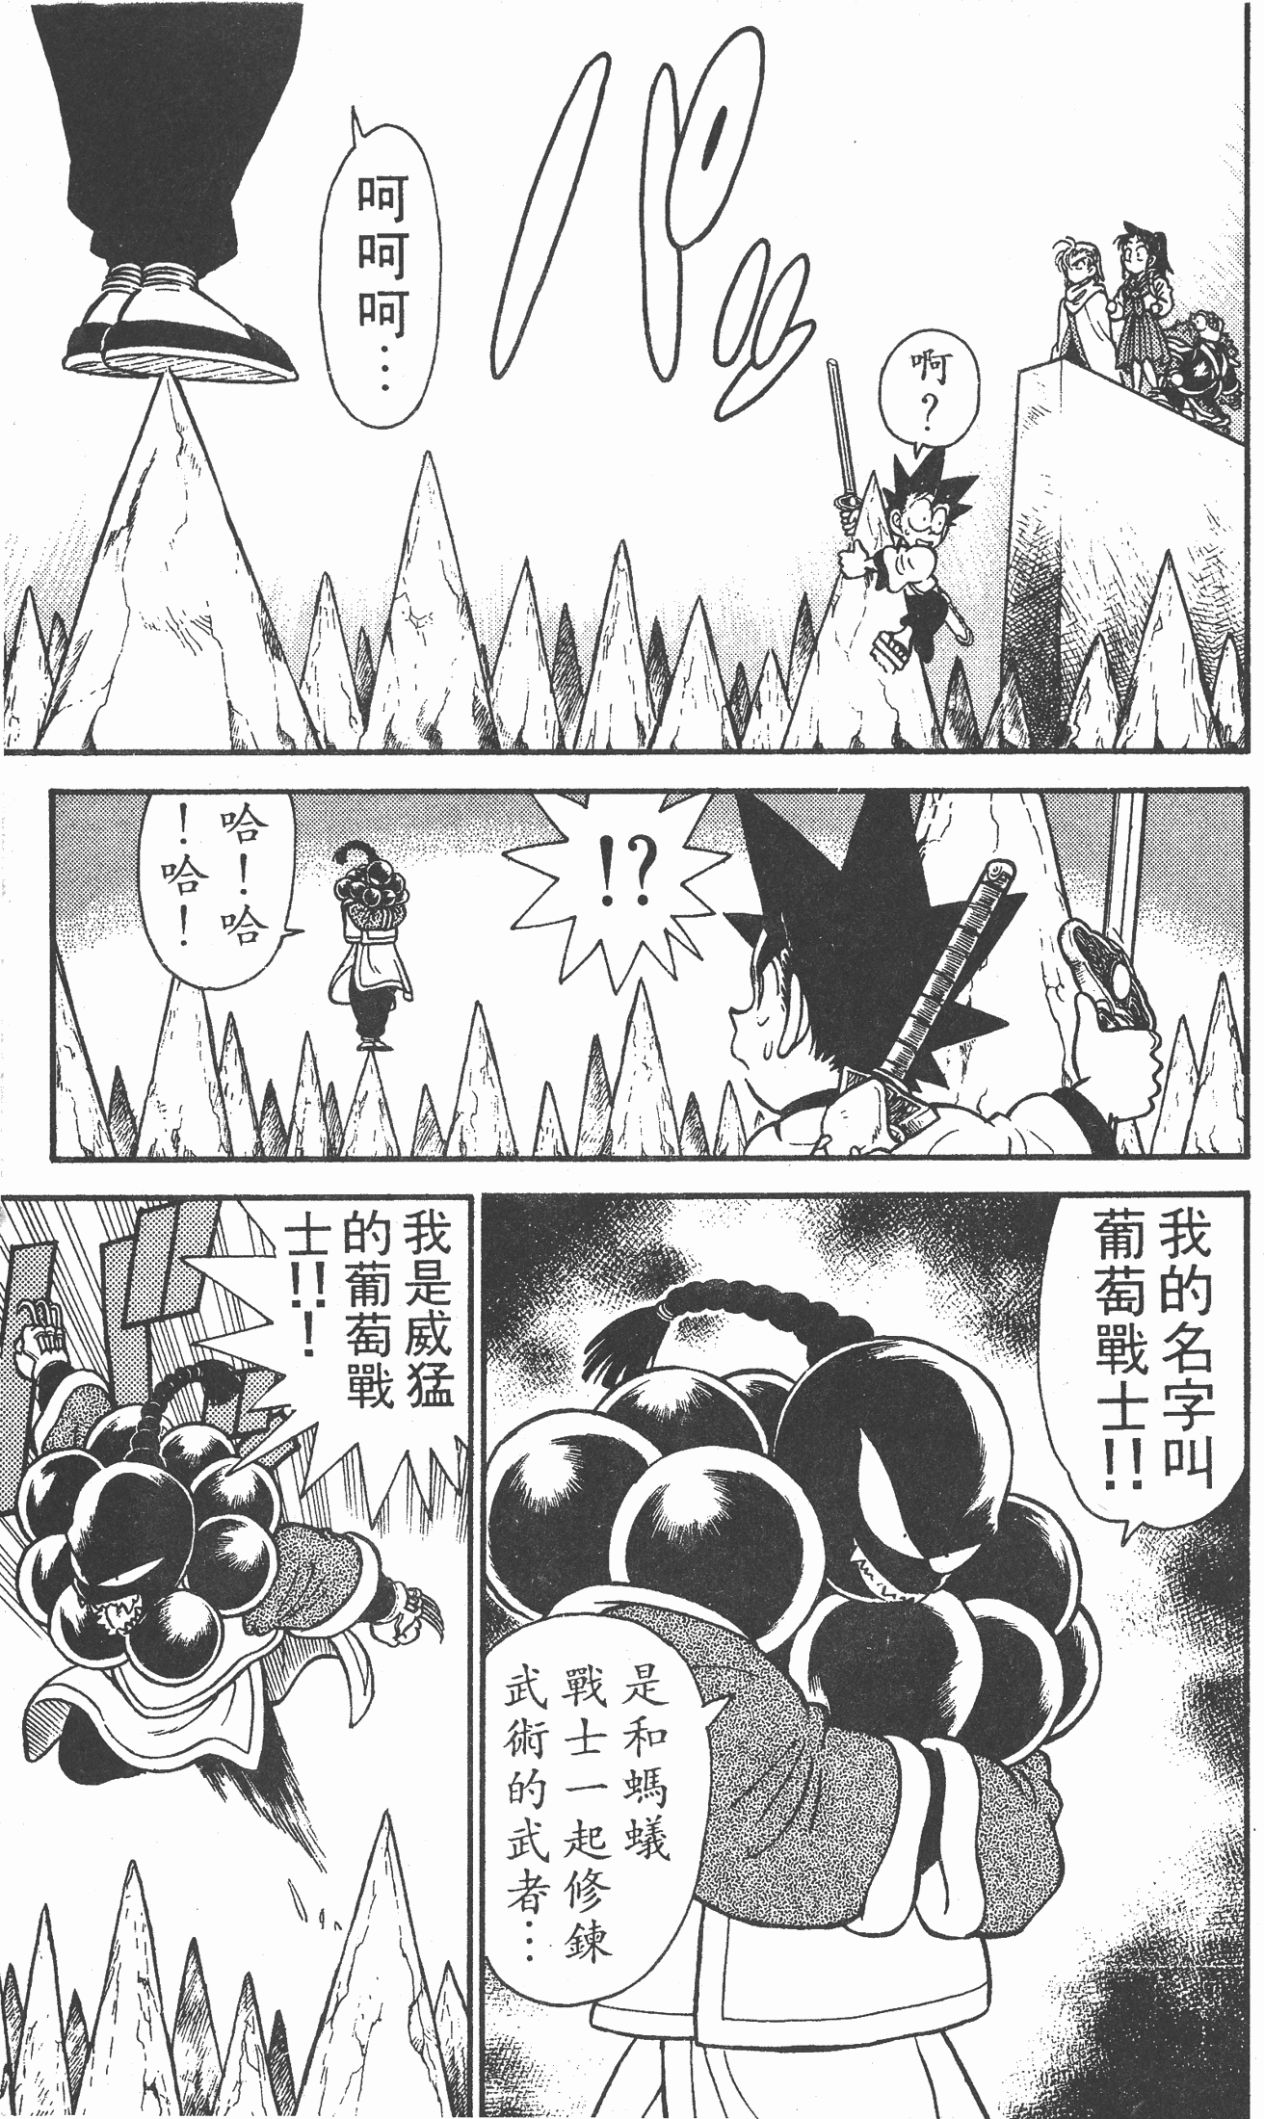 啊？
バッ
呵呵呵…
！？
哈！哈
！哈！
我的名字叫
葡萄戰士！！
是和螞蟻
戰士一起修鍊
武術的武者…
我是威猛
的葡萄戰
士！！！